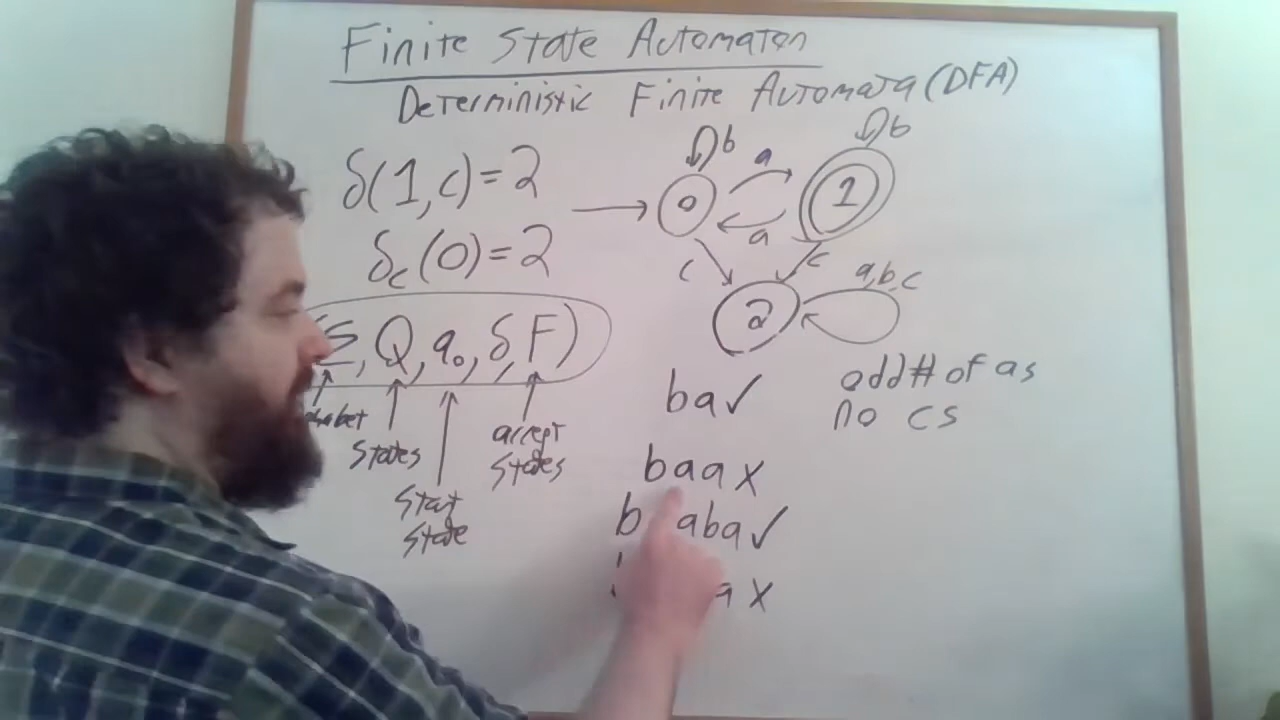 Finite State Automaton
Deterministic Finite Automata (DFA)
δ(1,c)=2
δc(0)=2
Σ, Q, q0, δ, F)
States
Start
State
accept
States
b
a
b
0
1
a
c
c
2
a,b,c
ba✓
baax
aba✓
a x
odd # of as
no cs